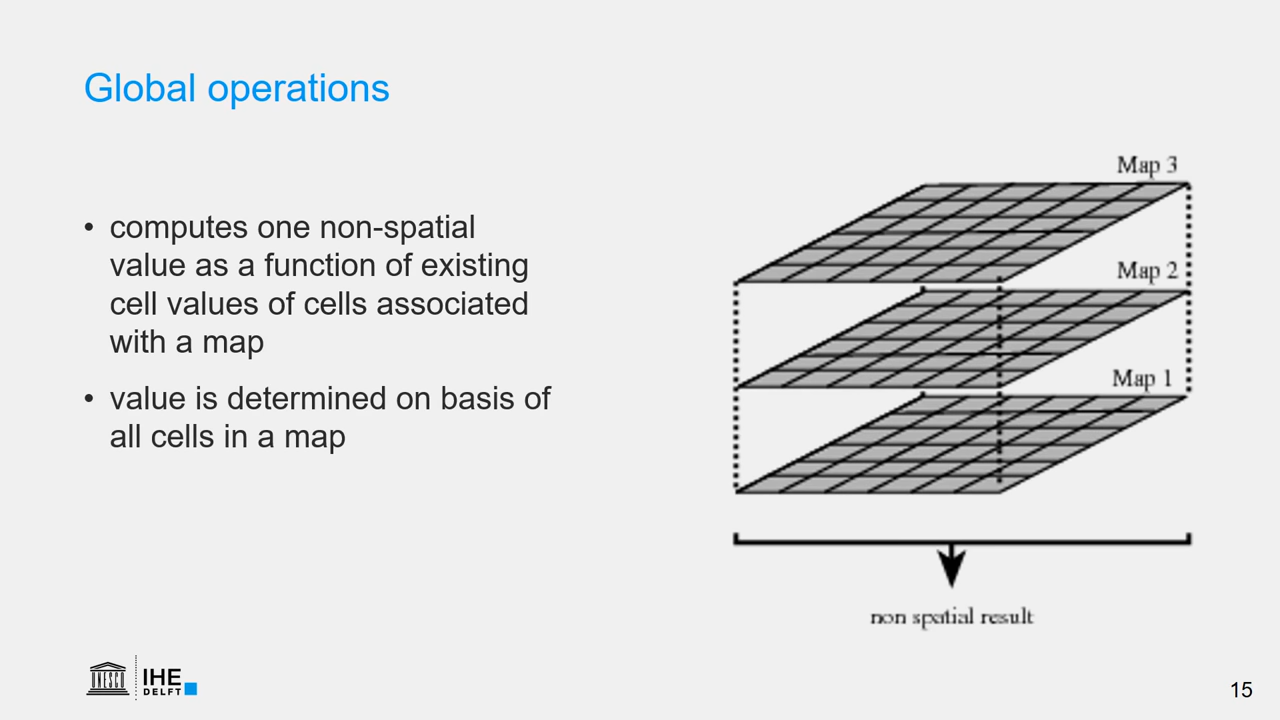 Global operations
• computes one non-spatial
value as a function of existing
cell values of cells associated
with a map
• value is determined on basis of
all cells in a map
Map 3
Map 2
Map 1
non spatial result
UNESCO
IHE
DELFT
15